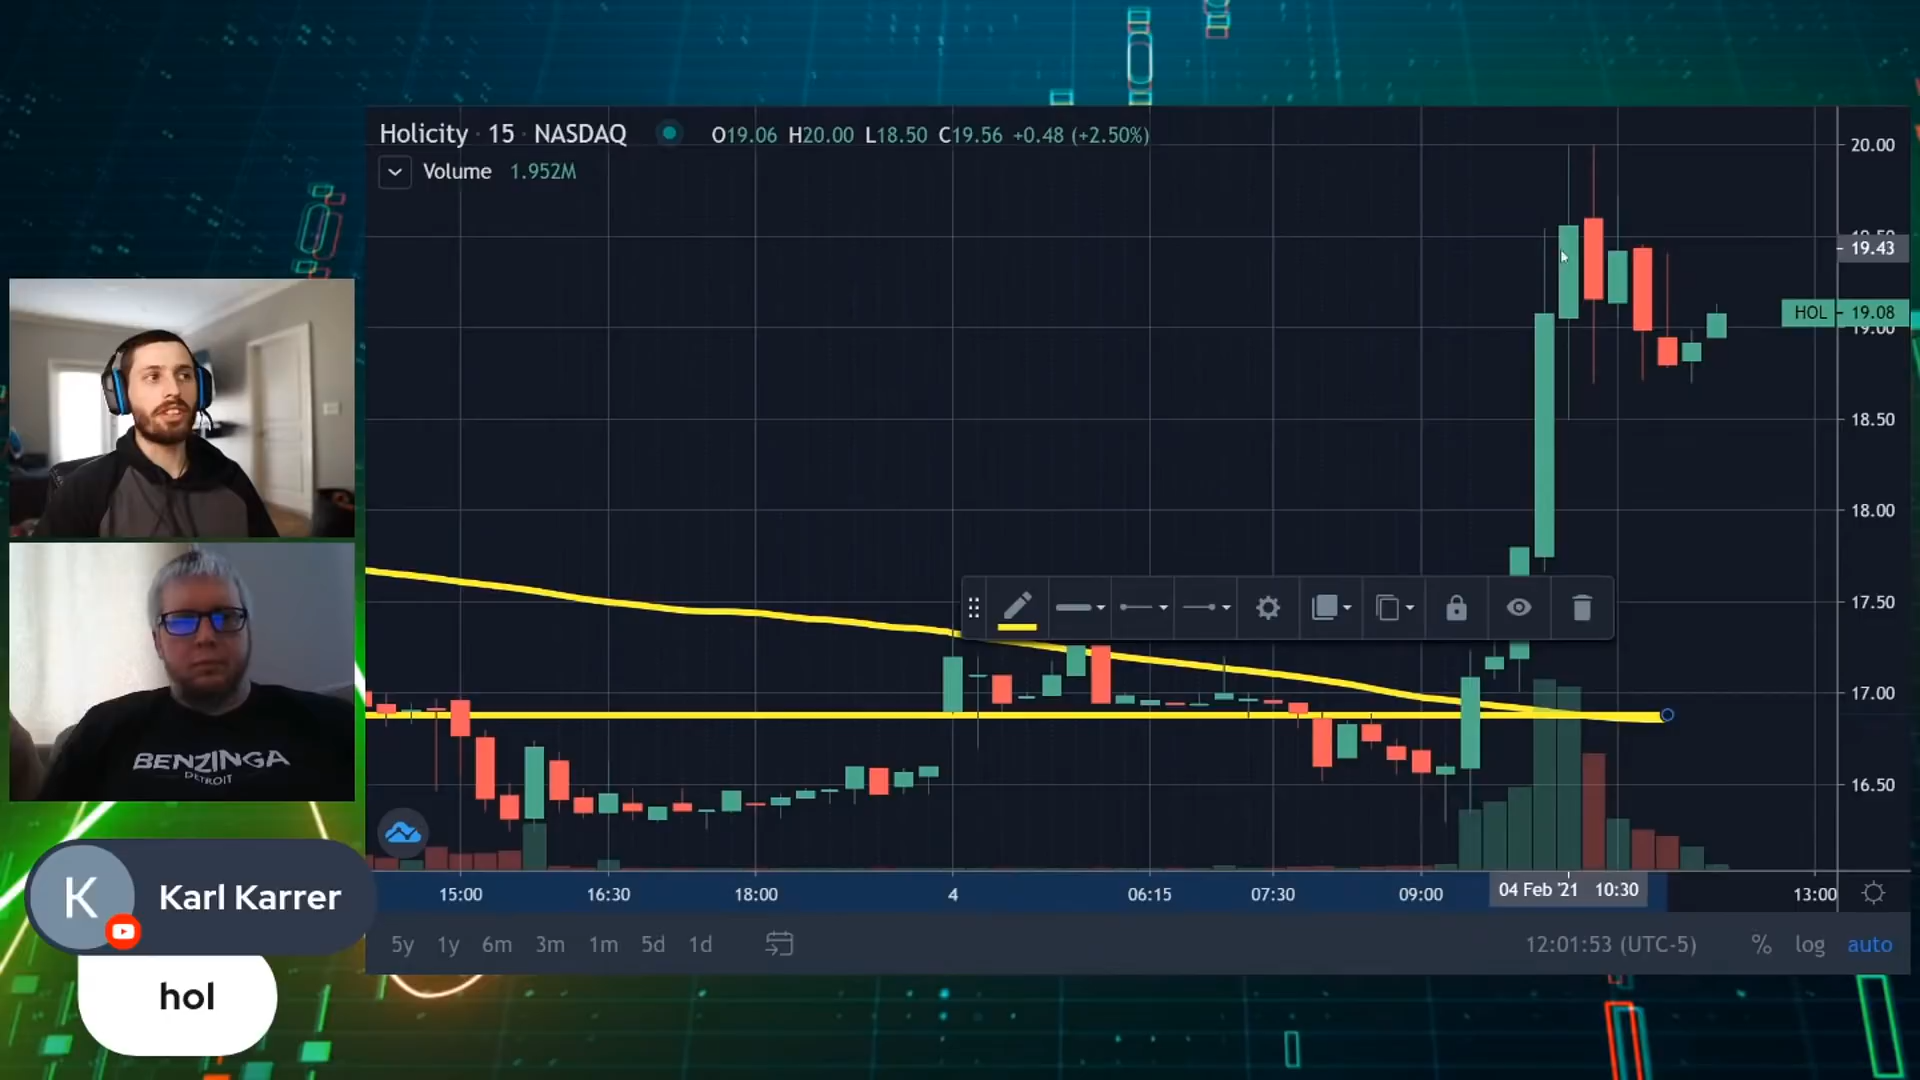 Holicity · 15 · NASDAQ O19.06 H20.00 L18.50 C19.56 +0.48 (+2.50%)
Volume 1.952M
20.00
19.43
HOL 19.08
19.00
18.50
18.00
17.50
17.00
16.50
BENZINGA
DETROIT
15:00 16:30 18:00 4 06:15 07:30 09:00 04 Feb '21 10:30 13:00
5y 1y 6m 3m 1m 5d 1d 12:01:53 (UTC-5) % log auto
K Karl Karrer
hol